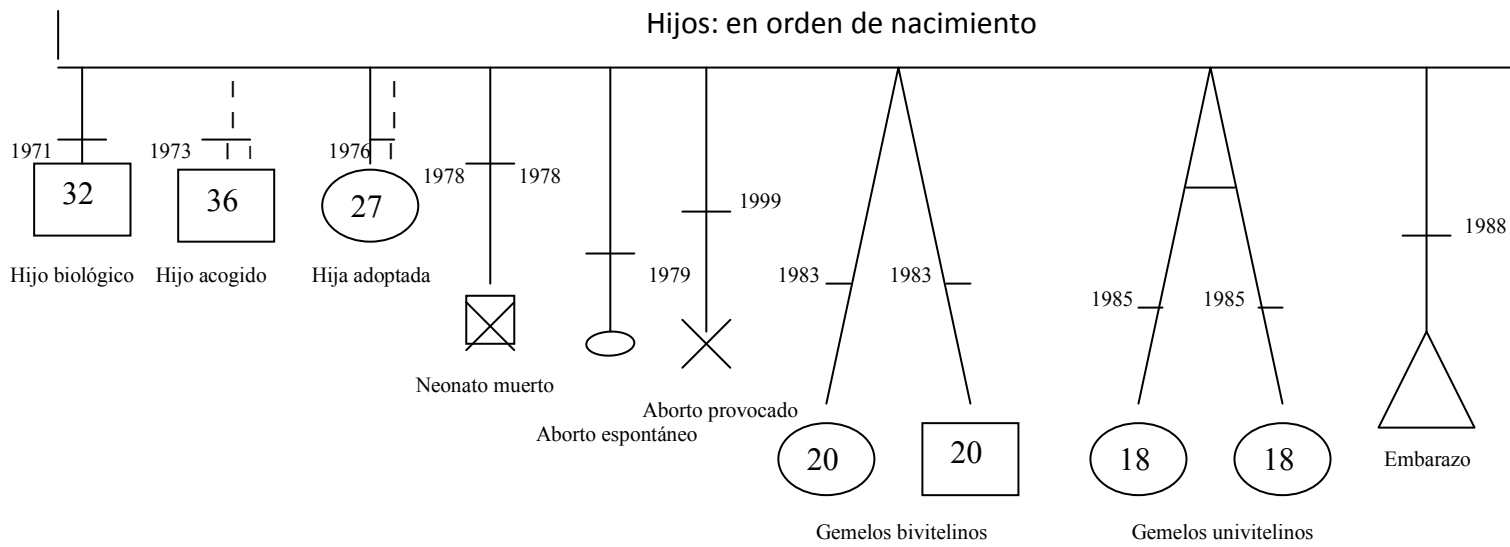 Hijos: en orden de nacimiento
1971
1973
1976
1978
1978
1979
1999
1983
1983
1985
1985
1988
32
36
27
Hijo biológico
Hijo acogido
Hija adoptada
Neonato muerto
Aborto espontáneo
Aborto provocado
20
20
18
18
Embarazo
Gemelos bivitelinos
Gemelos univitelinos